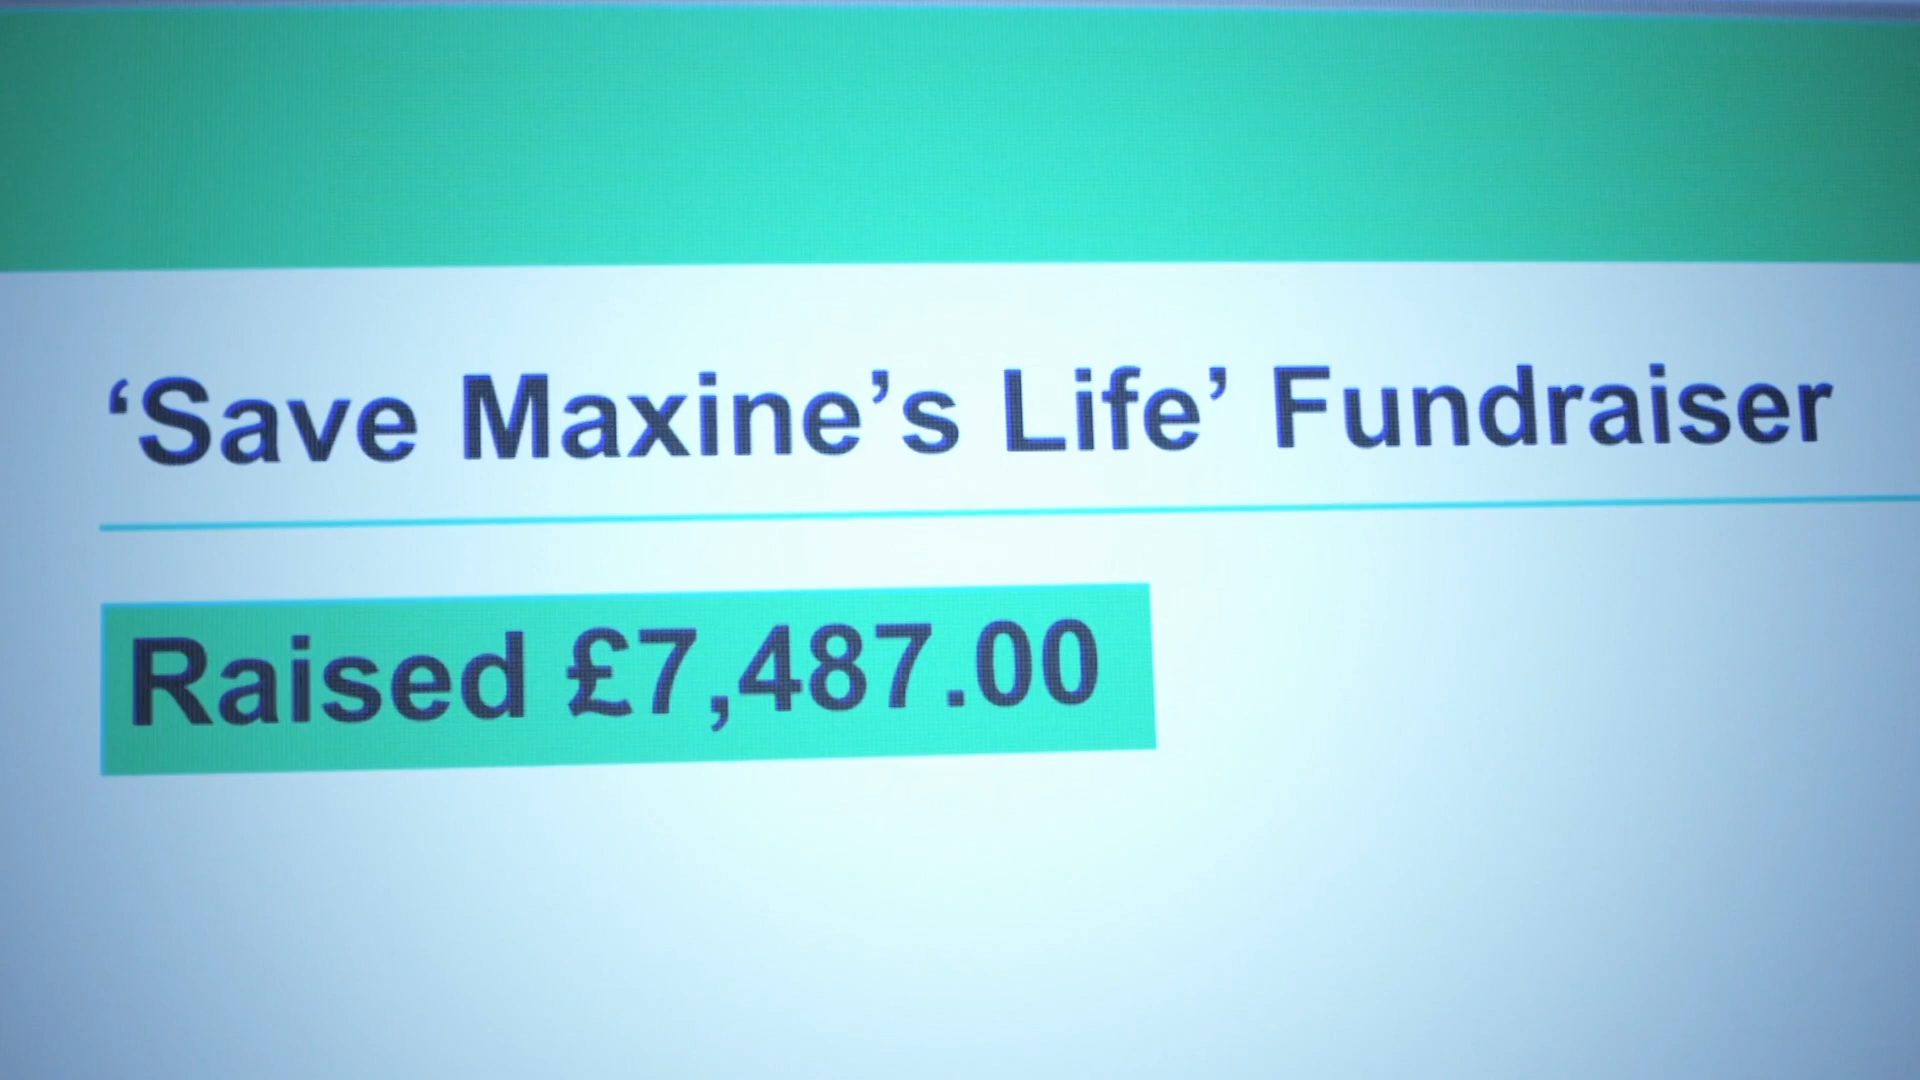 ‘Save Maxine’s Life’ Fundraiser
Raised £7,487.00